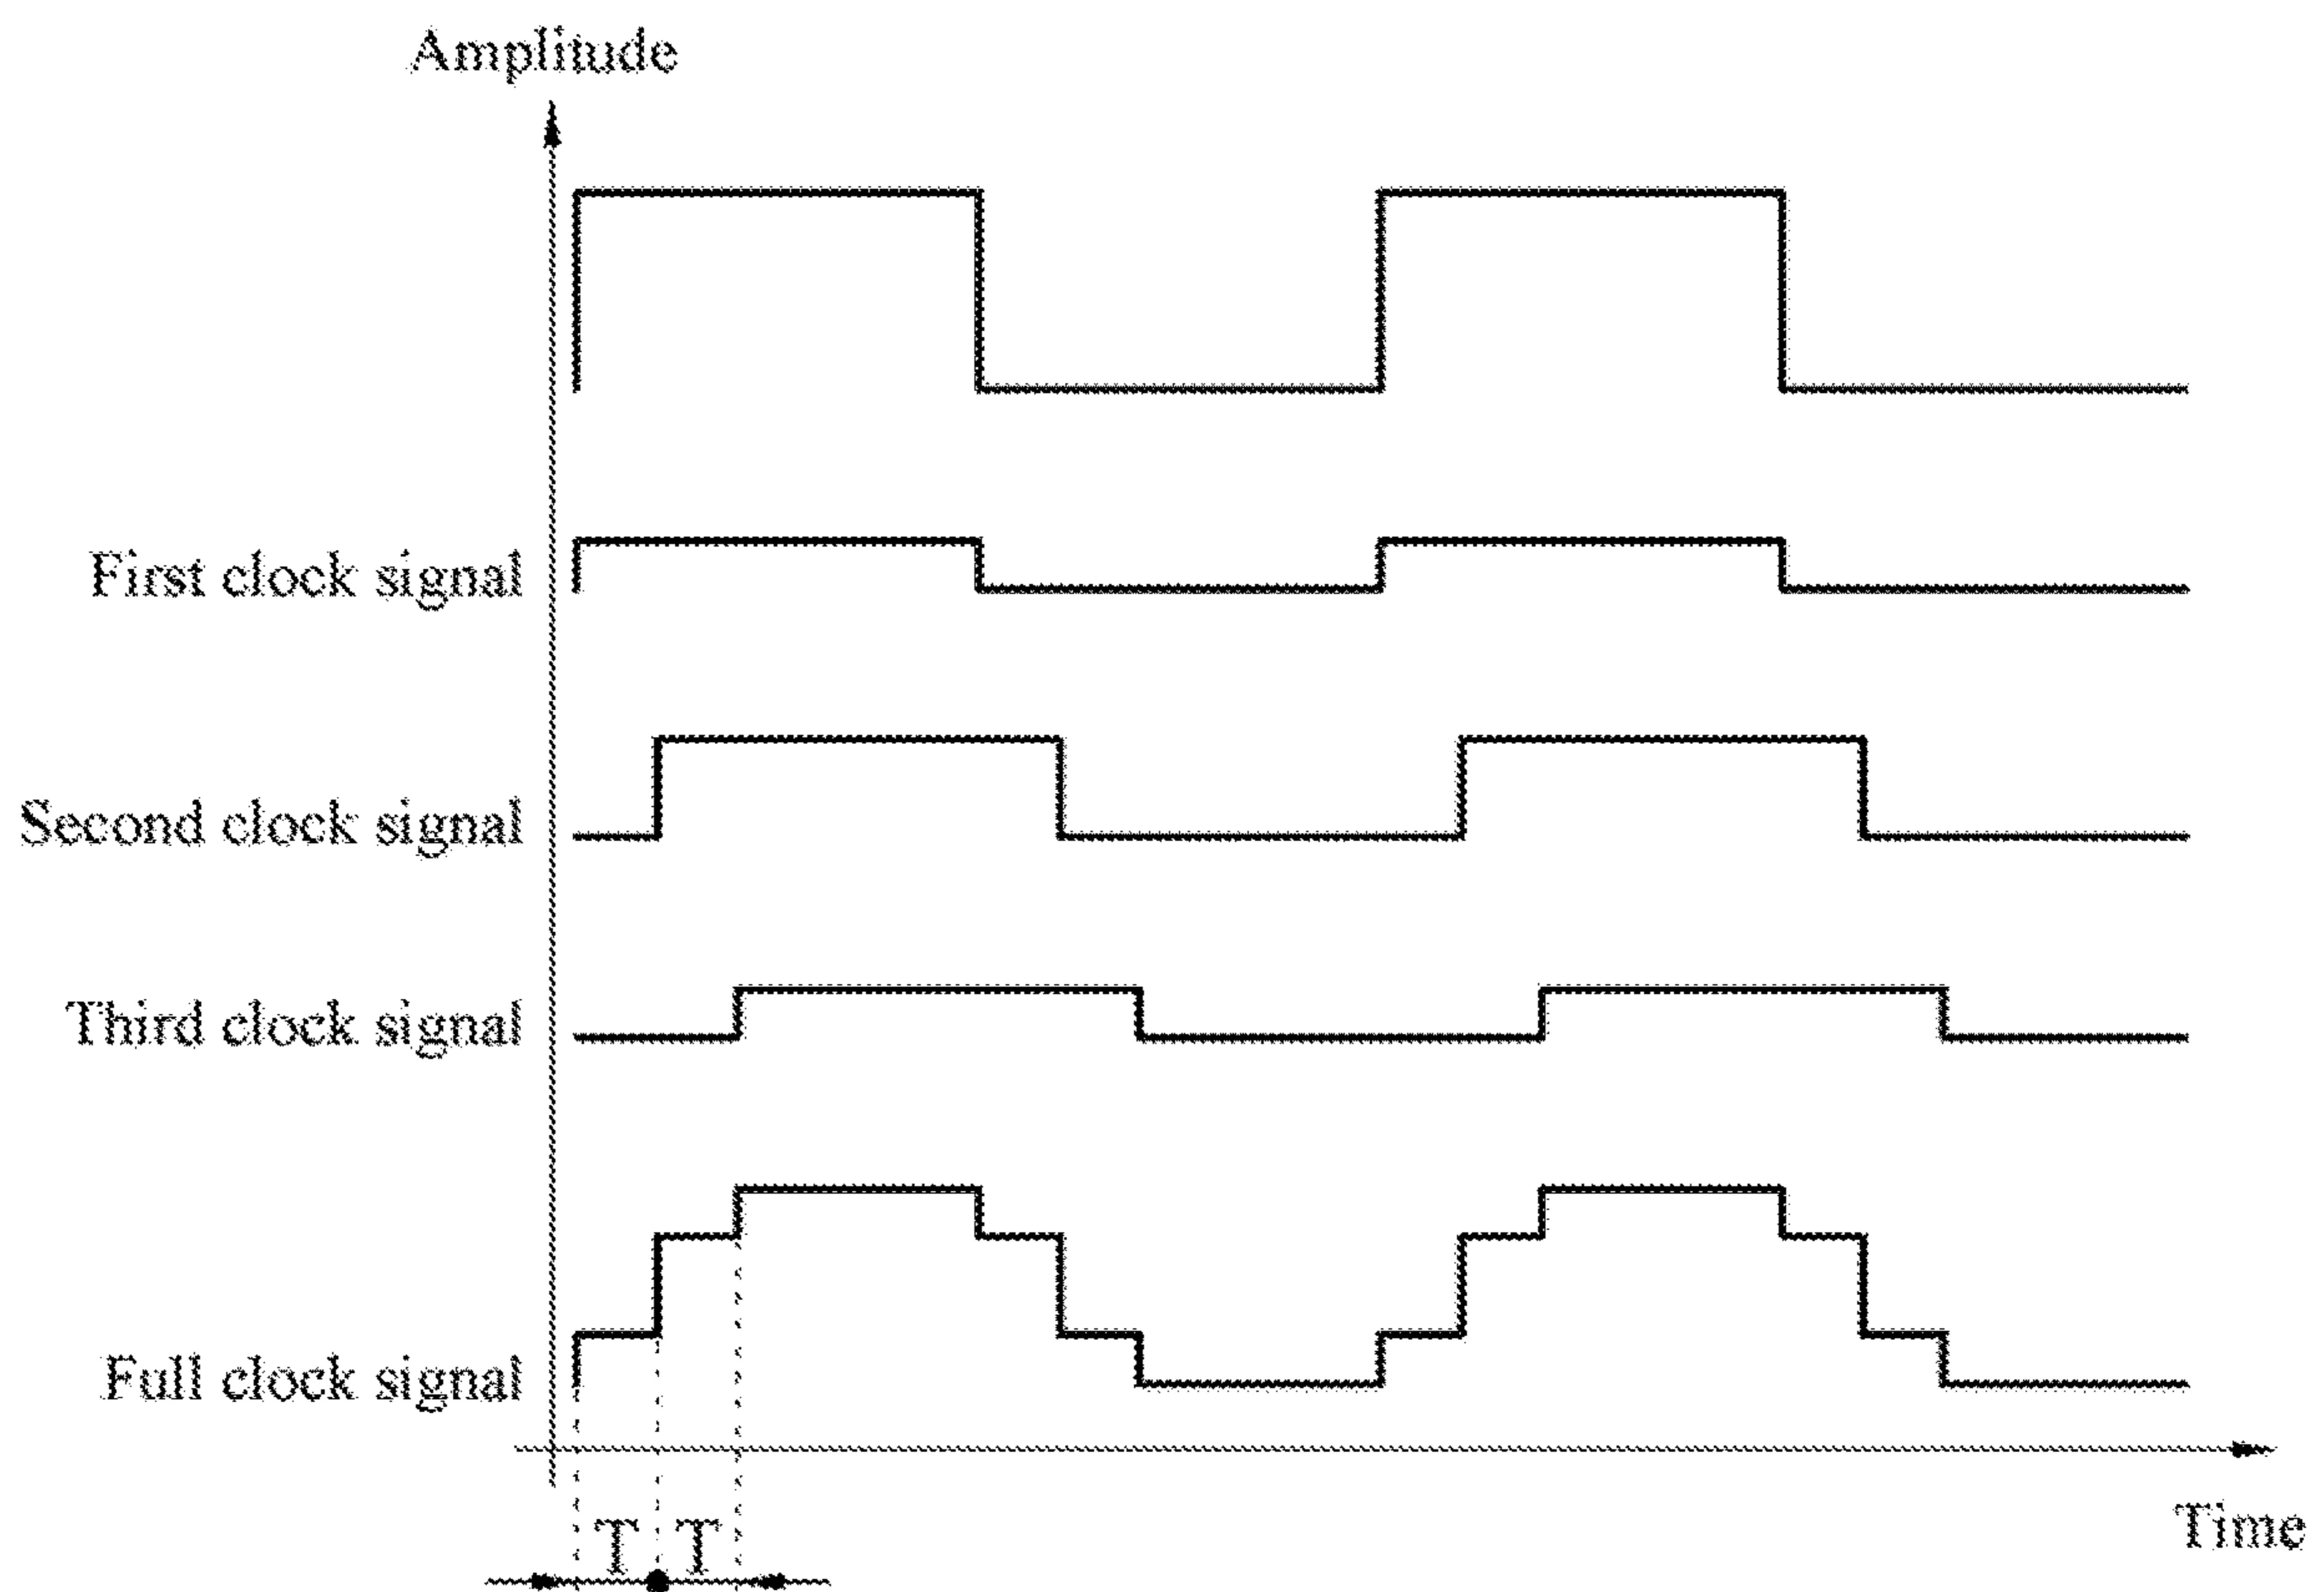 Amplitude
First clock signal
Second clock signal
Third clock signal
Full clock signal
T T
Time